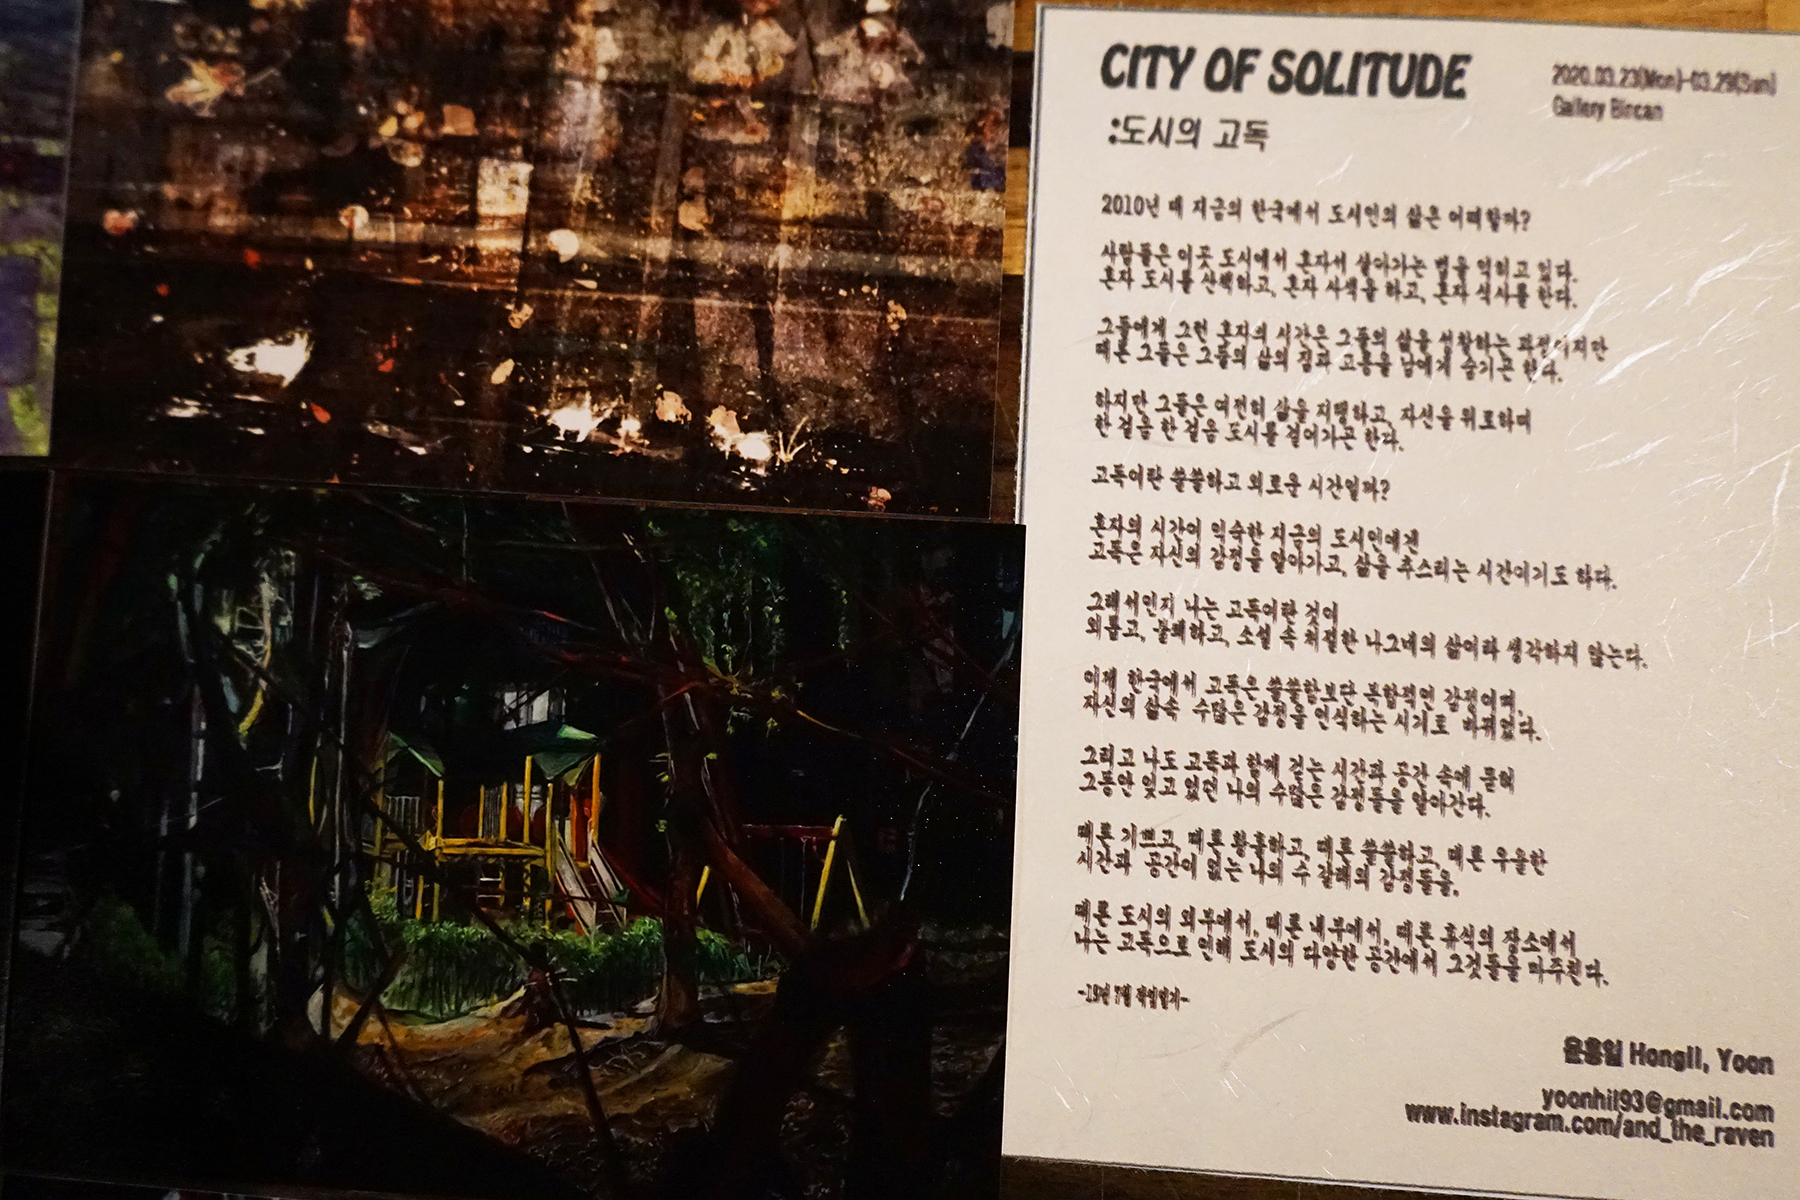 CITY OF SOLITUDE
2020.03.23(Mon)-03.29(Sun)
Gallery Bincan
:도시의 고독
2010년 대 지금의 한국에서 도시인의 삶은 어떠할까?
사람들은 이곳 도시에서 혼자서 살아가는 법을 익히고 있다.
혼자 도시를 산책하고, 혼자 사색을 하고, 혼자 식사를 한다.
그들에게 그런 혼자의 시간은 그들의 삶을 성찰하는 과정이지만
때론 그들은 그들의 삶의 짐과 고통을 남에게 숨기곤 한다.
하지만 그들은 여전히 삶을 지탱하고, 자신을 위로하며
한 걸음 한 걸음 도시를 걸어가곤 한다.
고독이란 쓸쓸하고 외로운 시간일까?
혼자의 시간이 익숙한 지금의 도시인에겐
고독은 자신의 감정을 알아가고, 삶을 추스리는 시간이기도 하다.
그래서인지 나는 고독이란 것이
외롭고, 황폐하고, 소설 속 처절한 나그네의 삶이라 생각하지 않는다.
이제 한국에서 고독은 쓸쓸함보단 복합적인 감정이며,
자신의 삶속 수많은 감정을 인식하는 시기로 바뀌었다.
그리고 나도 고독과 함께 걷는 시간과 공간 속에 묻혀
그동안 잊고 있던 나의 수많은 감정들을 알아간다.
때론 기쁘고, 때론 황홀하고, 때론 쓸쓸하고, 때론 우울한
시간과 공간이 없는 나의 수 갈래의 감정들을,
때론 도시의 외부에서, 때론 내부에서, 때론 휴식의 장소에서
나는 고독으로 인해 도시의 다양한 공간에서 그것들을 마주친다.
-19년 7월 작업일지-
윤홍일 Hongil, Yoon
yoonhil93@gmail.com
www.instagram.com/and_the_raven